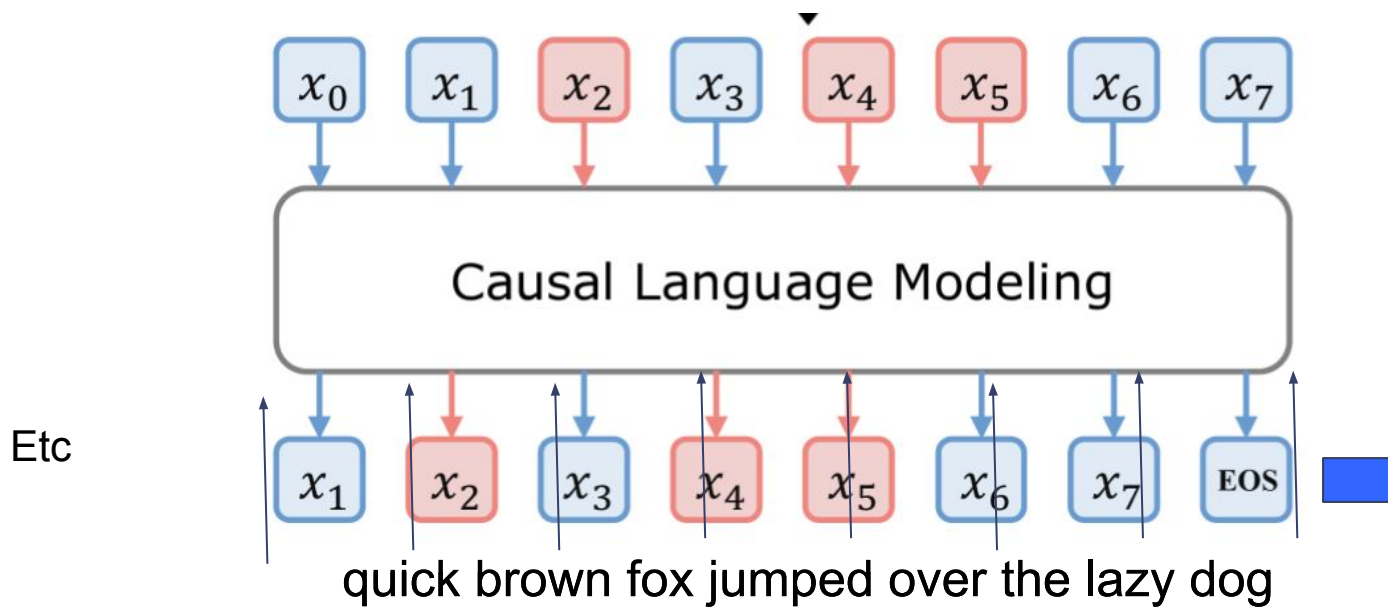 x₀ x₁ x₂ x₃ x₄ x₅ x₆ x₇
Causal Language Modeling
Etc
x₁ x₂ x₃ x₄ x₅ x₆ x₇ EOS
quick brown fox jumped over the lazy dog